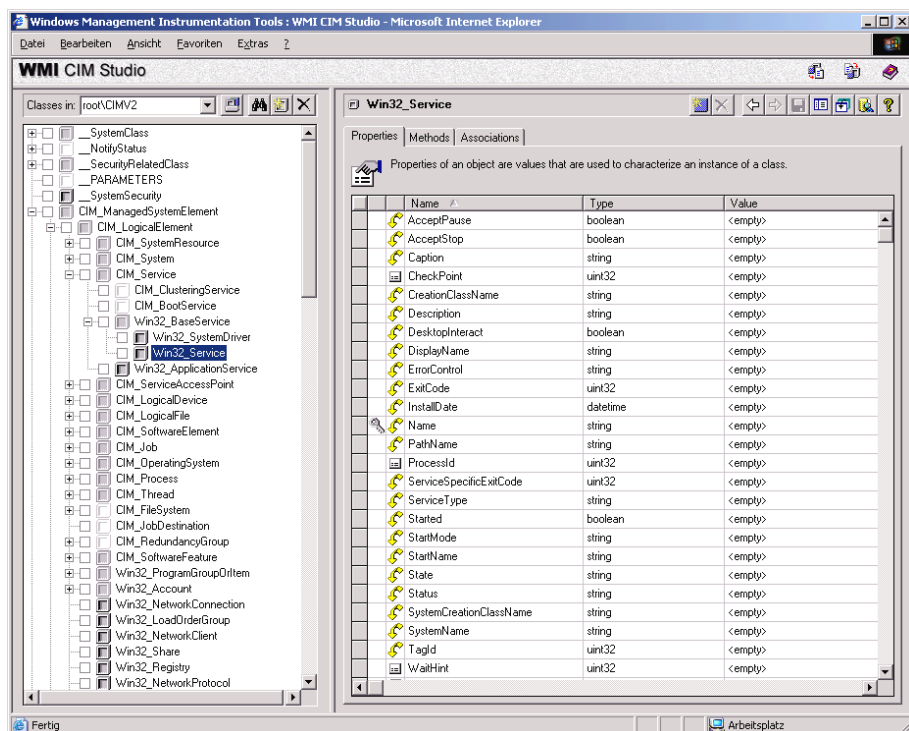 Windows Management Instrumentation Tools : WMI CIM Studio - Microsoft Internet Explorer
Datei Bearbeiten Ansicht Favoriten Extras ?
WMI CIM Studio
Classes in: root\CIMV2
__SystemClass
__NotifyStatus
__SecurityRelatedClass
__PARAMETERS
__SystemSecurity
CIM_ManagedSystemElement
CIM_LogicalElement
CIM_SystemResource
CIM_System
CIM_Service
CIM_ClusteringService
CIM_BootService
Win32_BaseService
Win32_SystemDriver
Win32_Service
Win32_ApplicationService
CIM_ServiceAccessPoint
CIM_LogicalDevice
CIM_LogicalFile
CIM_SoftwareElement
CIM_Job
CIM_OperatingSystem
CIM_Process
CIM_Thread
CIM_FileSystem
CIM_JobDestination
CIM_RedundancyGroup
CIM_SoftwareFeature
Win32_ProgramGroupOrItem
Win32_Account
Win32_NetworkConnection
Win32_LoadOrderGroup
Win32_NetworkClient
Win32_Share
Win32_Registry
Win32_NetworkProtocol
Win32_Service
Properties Methods Associations
Properties of an object are values that are used to characterize an instance of a class.
Name Type Value
AcceptPause boolean <empty>
AcceptStop boolean <empty>
Caption string <empty>
CheckPoint uint32 <empty>
CreationClassName string <empty>
Description string <empty>
DesktopInteract boolean <empty>
DisplayName string <empty>
ErrorControl string <empty>
ExitCode uint32 <empty>
InstallDate datetime <empty>
Name string <empty>
PathName string <empty>
ProcessId uint32 <empty>
ServiceSpecificExitCode uint32 <empty>
ServiceType string <empty>
Started boolean <empty>
StartMode string <empty>
StartName string <empty>
State string <empty>
Status string <empty>
SystemCreationClassName string <empty>
SystemName string <empty>
TagId uint32 <empty>
WaitHint uint32 <empty>
Fertig Arbeitsplatz